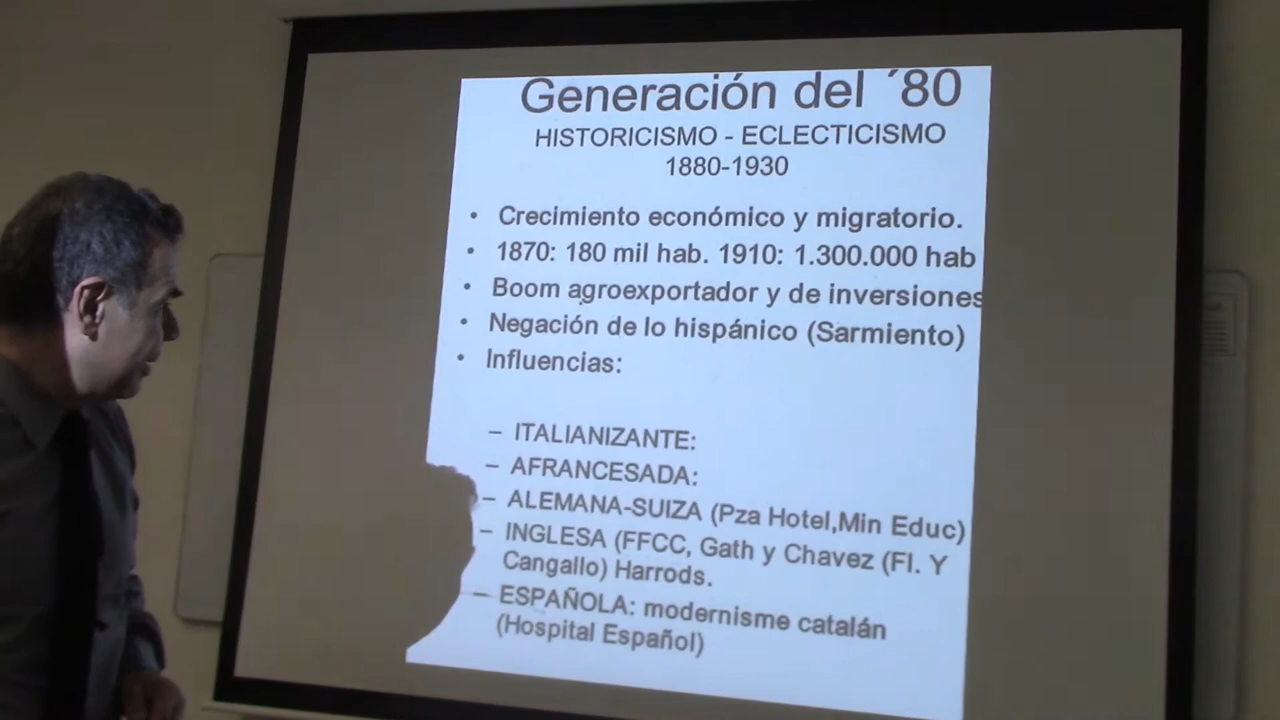 Generación del ´80
HISTORICISMO - ECLECTICISMO
1880-1930
• Crecimiento económico y migratorio.
• 1870: 180 mil hab. 1910: 1.300.000 hab
• Boom agroexportador y de inversiones
• Negación de lo hispánico (Sarmiento)
• Influencias:
– ITALIANIZANTE:
– AFRANCESADA:
– ALEMANA-SUIZA (Pza Hotel,Min Educ)
– INGLESA (FFCC, Gath y Chavez (Fl. Y
Cangallo) Harrods.
– ESPAÑOLA: modernisme catalán
(Hospital Español)